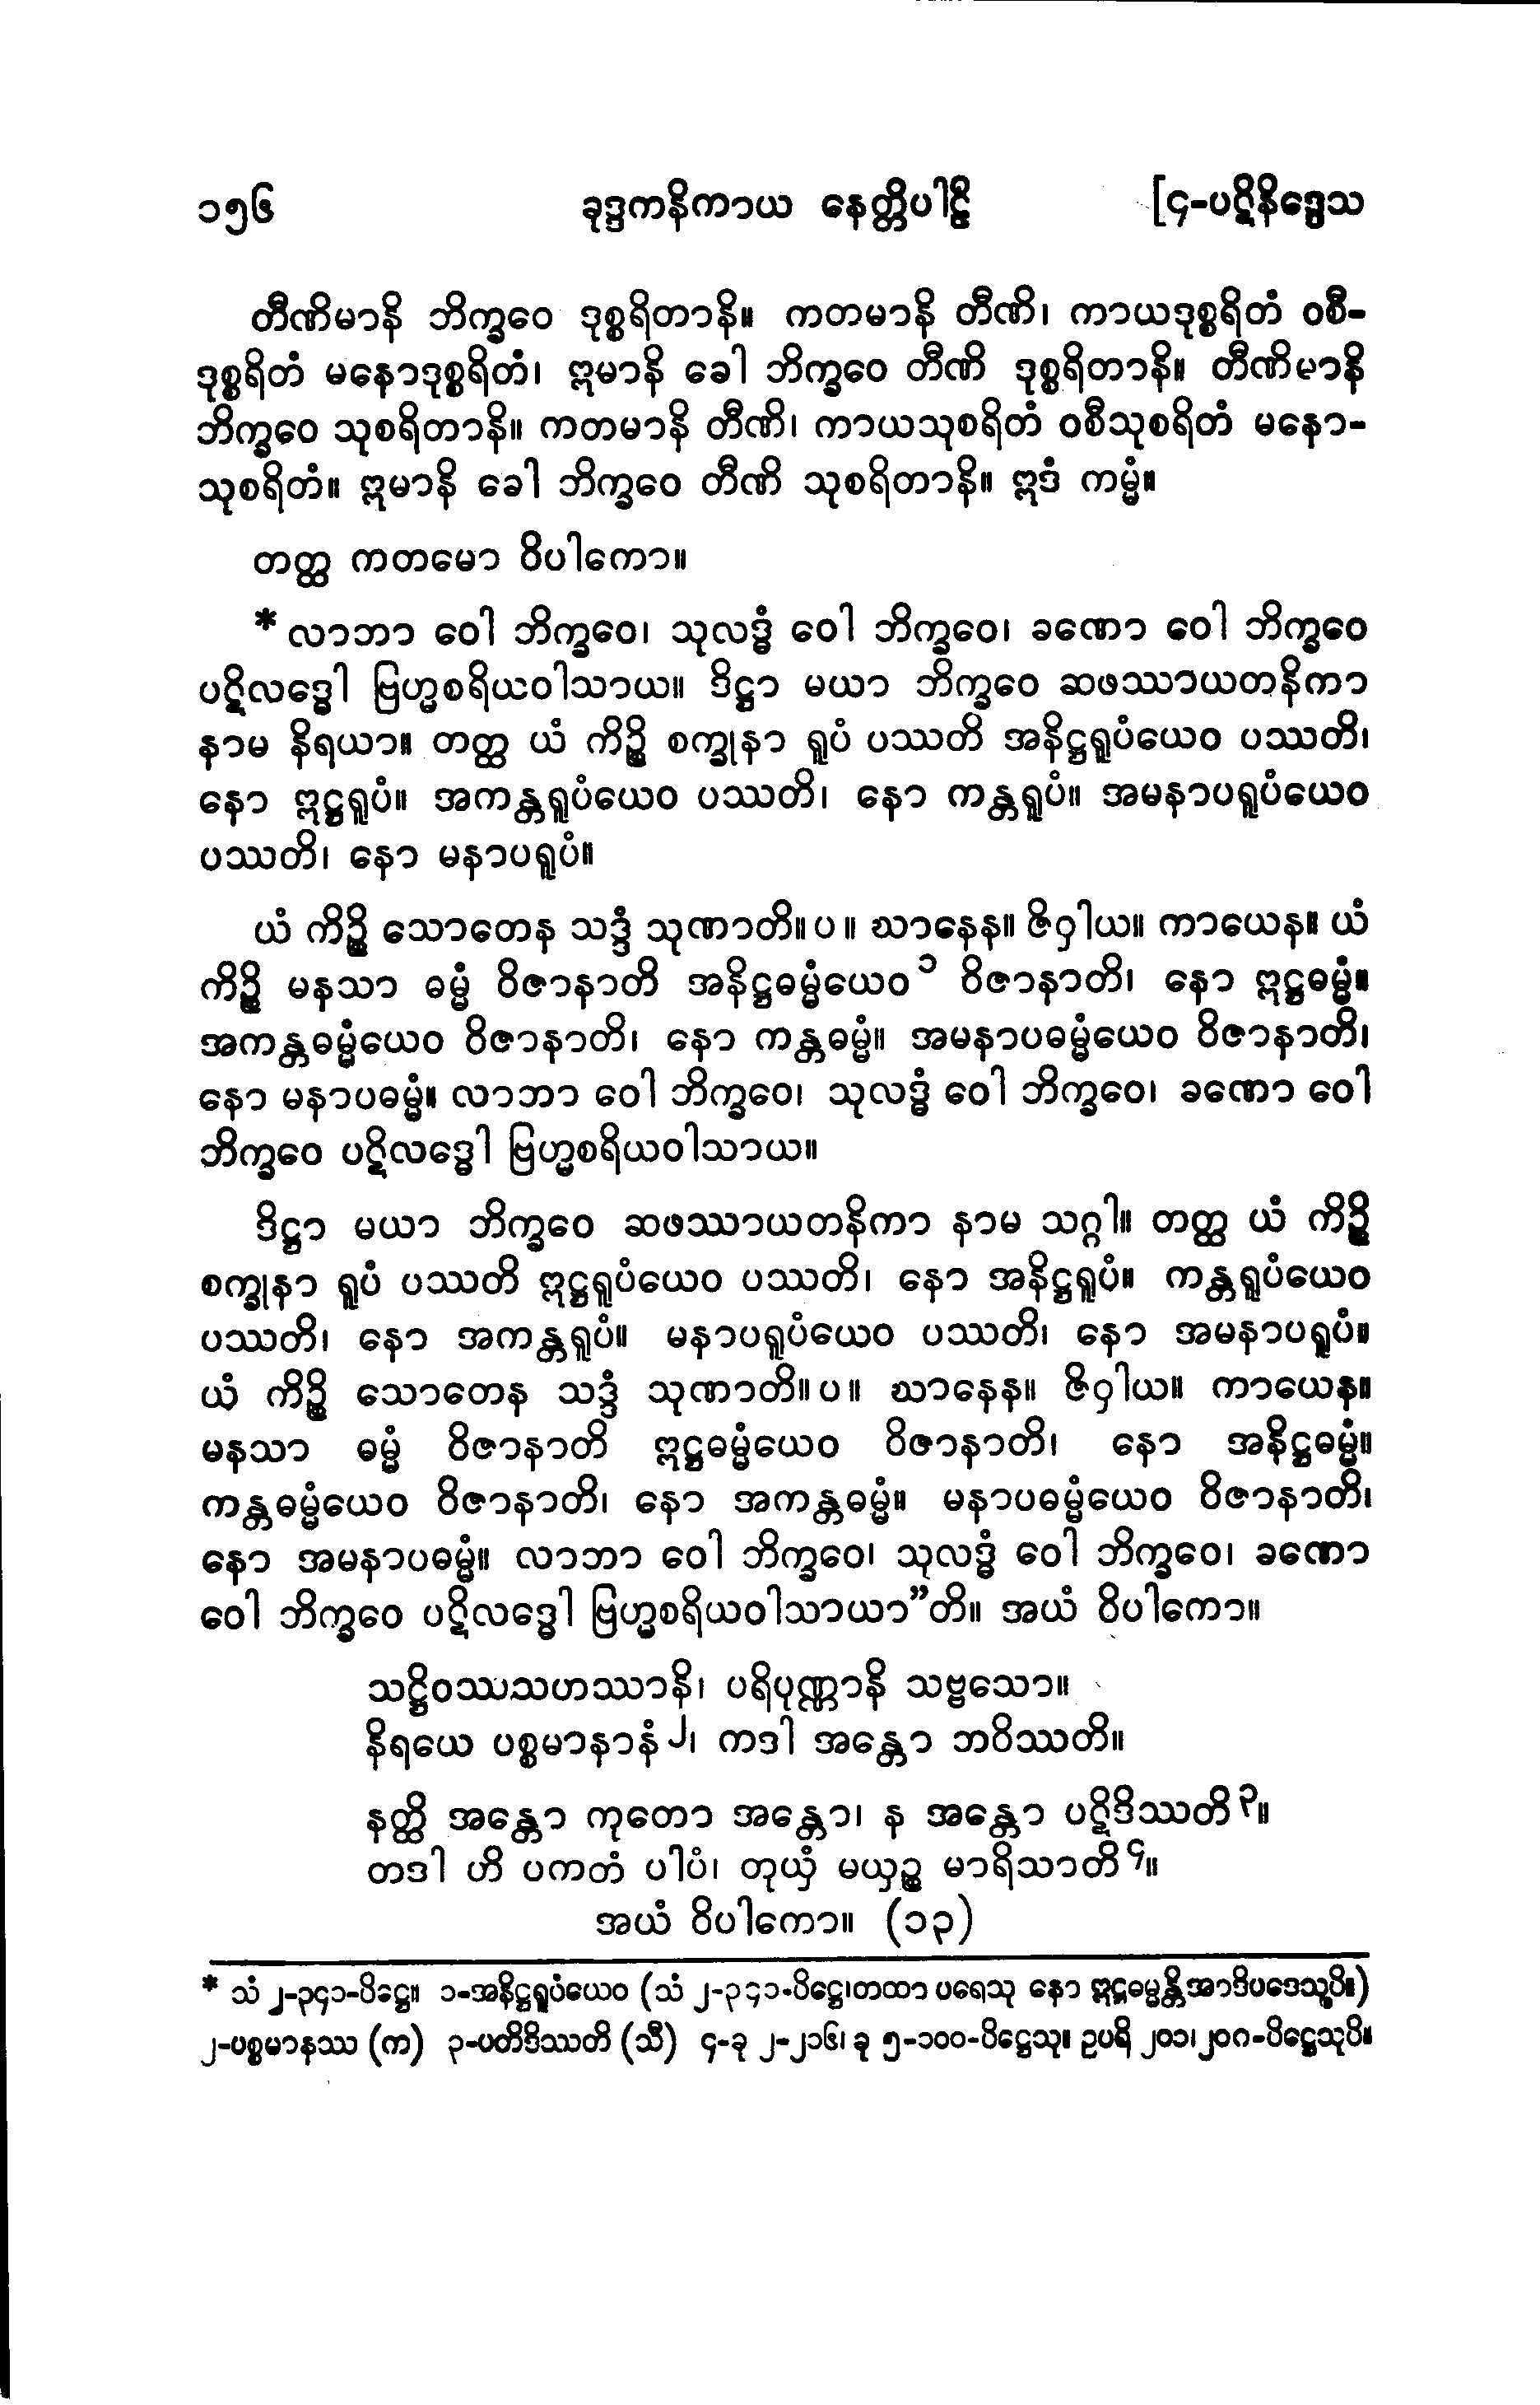 ၁၅၆ ခုဒ္ဒကနိကာယ နေတ္တိပါဠိ [၄-ပဋိနိဒ္ဒေသ
တီဏိမာနိ ဘိက္ခဝေ ဒုစ္စရိတာနိ။ ကတမာနိ တီဏိ၊ ကာယဒုစ္စရိတံ ဝစီ-
ဒုစ္စရိတံ မနောဒုစ္စရိတံ၊ ဣမာနိ ခေါ ဘိက္ခဝေ တီဏိ ဒုစ္စရိတာနိ။ တီဏိမာနိ
ဘိက္ခဝေ သုစရိတာနိ။ ကတမာနိ တီဏိ၊ ကာယသုစရိတံ ဝစီသုစရိတံ မနော-
သုစရိတံ။ ဣမာနိ ခေါ ဘိက္ခဝေ တီဏိ သုစရိတာနိ။ ဣဒံ ကမ္မံ။
တတ္ထ ကတမော ဝိပါကော။
* လာဘာ ဝေါ ဘိက္ခဝေ၊ သုလဒ္ဓံ ဝေါ ဘိက္ခဝေ၊ ခဏော ဝေါ ဘိက္ခဝေ
ပဋိလဒ္ဓေါ ဗြဟ္မစရိယဝါသာယ။ ဒိဋ္ဌာ မယာ ဘိက္ခဝေ ဆဖဿာယတနိကာ
နာမ နိရယာ။ တတ္ထ ယံ ကိဉ္စိ စက္ခုနာ ရူပံ ပဿတိ အနိဋ္ဌရူပံယေဝ ပဿတိ၊
နော ဣဋ္ဌရူပံ။ အကန္တရူပံယေဝ ပဿတိ၊ နော ကန္တရူပံ။ အမနာပရူပံယေဝ
ပဿတိ၊ နော မနာပရူပံ။
ယံ ကိဉ္စိ သောတေန သဒ္ဒံ သုဏာတိ။ပ။ ဃာနေန။ ဇိဝှါယ။ ကာယေန။ ယံ
ကိဉ္စိ မနသာ ဓမ္မံ ဝိဇာနာတိ အနိဋ္ဌဓမ္မံယေဝ၁ ဝိဇာနာတိ၊ နော ဣဋ္ဌဓမ္မံ။
အကန္တဓမ္မံယေဝ ဝိဇာနာတိ၊ နော ကန္တဓမ္မံ။ အမနာပဓမ္မံယေဝ ဝိဇာနာတိ၊
နော မနာပဓမ္မံ။ လာဘာ ဝေါ ဘိက္ခဝေ၊ သုလဒ္ဓံ ဝေါ ဘိက္ခဝေ၊ ခဏော ဝေါ
ဘိက္ခဝေ ပဋိလဒ္ဓေါ ဗြဟ္မစရိယဝါသာယ။
ဒိဋ္ဌာ မယာ ဘိက္ခဝေ ဆဖဿာယတနိကာ နာမ သဂ္ဂါ။ တတ္ထ ယံ ကိဉ္စိ
စက္ခုနာ ရူပံ ပဿတိ ဣဋ္ဌရူပံယေဝ ပဿတိ၊ နော အနိဋ္ဌရူပံ။ ကန္တရူပံယေဝ
ပဿတိ၊ နော အကန္တရူပံ။ မနာပရူပံယေဝ ပဿတိ၊ နော အမနာပရူပံ။
ယံ ကိဉ္စိ သောတေန သဒ္ဒံ သုဏာတိ။ပ။ ဃာနေန။ ဇိဝှါယ။ ကာယေန။
မနသာ ဓမ္မံ ဝိဇာနာတိ ဣဋ္ဌဓမ္မံယေဝ ဝိဇာနာတိ၊ နော အနိဋ္ဌဓမ္မံ။
ကန္တဓမ္မံယေဝ ဝိဇာနာတိ၊ နော အကန္တဓမ္မံ။ မနာပဓမ္မံယေဝ ဝိဇာနာတိ၊
နော အမနာပဓမ္မံ။ လာဘာ ဝေါ ဘိက္ခဝေ၊ သုလဒ္ဓံ ဝေါ ဘိက္ခဝေ၊ ခဏော
ဝေါ ဘိက္ခဝေ ပဋိလဒ္ဓေါ ဗြဟ္မစရိယဝါသာယာ”တိ။ အယံ ဝိပါကော။
သဋ္ဌိဝဿသဟဿာနိ၊ ပရိပုဏ္ဏာနိ သဗ္ဗသော။
နိရယေ ပစ္စမာနာနံ၂၊ ကဒါ အန္တော ဘဝိဿတိ။
နတ္ထိ အန္တော ကုတော အန္တော၊ န အန္တော ပဋိဒိဿတိ၃။
တဒါ ဟိ ပကတံ ပါပံ၊ တုယှံ မယှဉ္စ မာရိသာတိ၄။
အယံ ဝိပါကော။ (၁၃)
* သံ ၂-၃၄၁-ပိဋ္ဌေ။ ၁-အနိဋ္ဌရူပံယေဝ (သံ ၂-၃၄၁-ပိဋ္ဌေ၊တထာ ပရေသု နော ဣဋ္ဌဓမ္မန္တိအာဒိပဒေသုပိ။)
၂-ပစ္စမာနဿ (က) ၃-ပတိဒိဿတိ (သီ) ၄-ခု ၂-၂၁၆၊ ခု ၅-၁၀၀-ပိဋ္ဌေသု။ ဥပရိ ၂၀၁၊၂၀၈-ပိဋ္ဌေသုပိ။